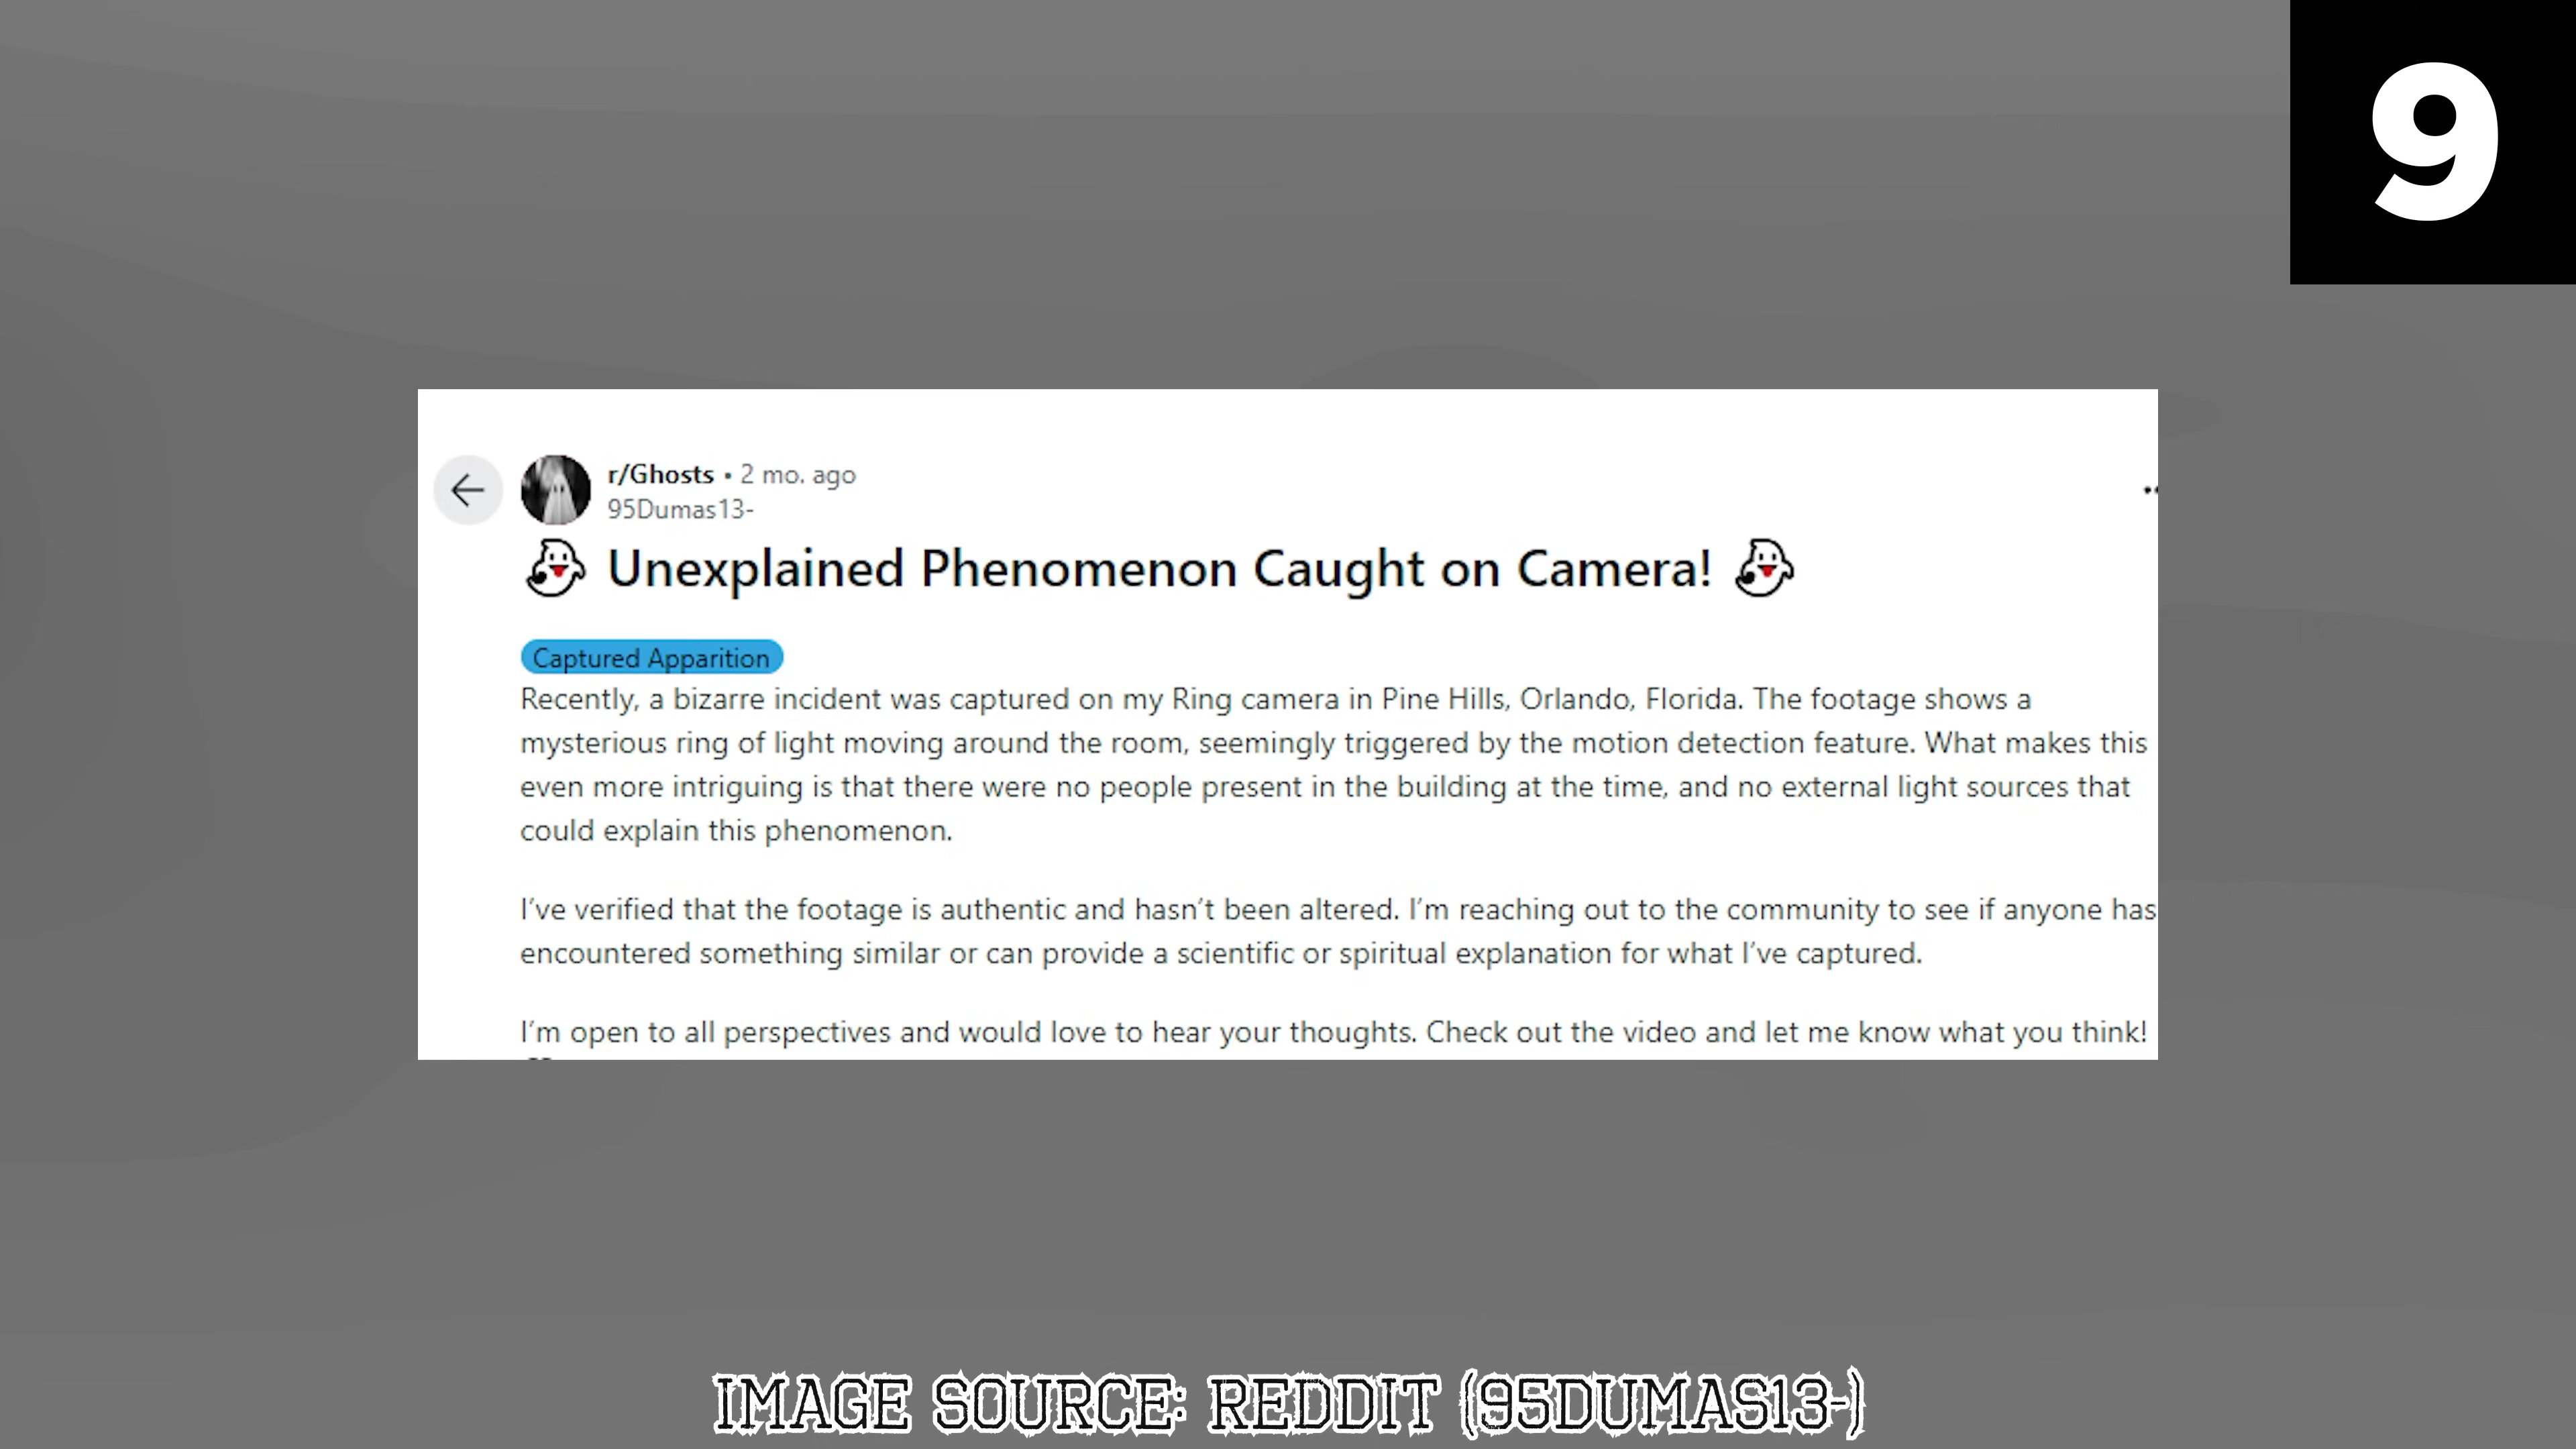 9
r/Ghosts • 2 mo. ago
95Dumas13-
Unexplained Phenomenon Caught on Camera!
Captured Apparition
Recently, a bizarre incident was captured on my Ring camera in Pine Hills, Orlando, Florida. The footage shows a
mysterious ring of light moving around the room, seemingly triggered by the motion detection feature. What makes this
even more intriguing is that there were no people present in the building at the time, and no external light sources that
could explain this phenomenon.
I've verified that the footage is authentic and hasn't been altered. I'm reaching out to the community to see if anyone has
encountered something similar or can provide a scientific or spiritual explanation for what I've captured.
I'm open to all perspectives and would love to hear your thoughts. Check out the video and let me know what you think!
IMAGE SOURCE: REDDIT (95DUMAS13-)